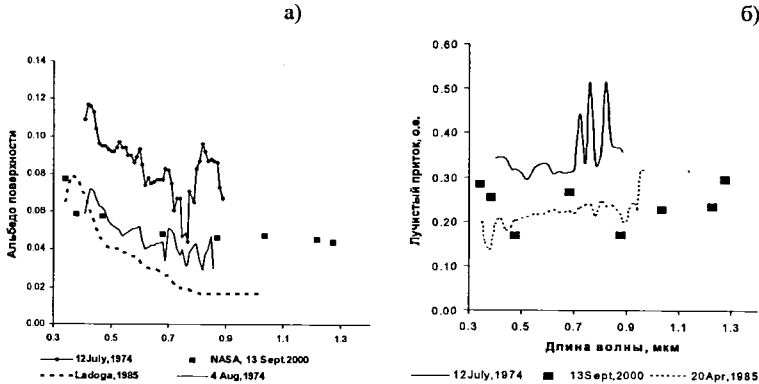 а)
Альбедо поверхности
0.14
0.12
0.10
0.08
0.06
0.04
0.02
0.00
0.3
0.5
0.7
0.9
1.1
1.3
12July,1974
NASA, 13 Sept,2000
Ladoga,1985
4 Aug,1974
б)
Лучистый приток, о.е.
0.60
0.50
0.40
0.30
0.20
0.10
0.00
0.3
0.5
0.7
0.9
1.1
1.3
Длина волны, мкм
12July,1974
13Sept,2000
20Apr,1985